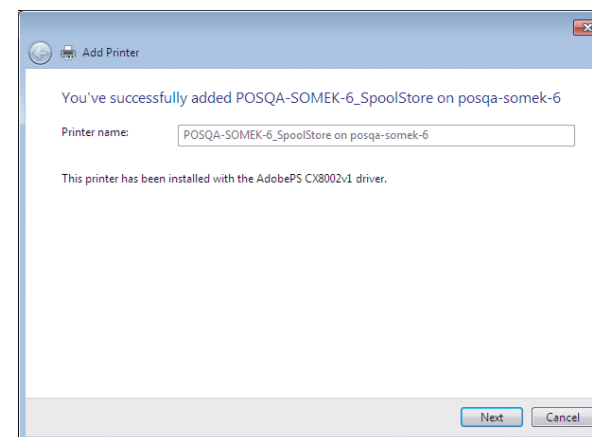 Add Printer
You've successfully added POSQA-SOMEK-6_SpoolStore on posqa-somek-6
Printer name:
POSQA-SOMEK-6_SpoolStore on posqa-somek-6
This printer has been installed with the AdobePS CX8002v1 driver.
Next
Cancel